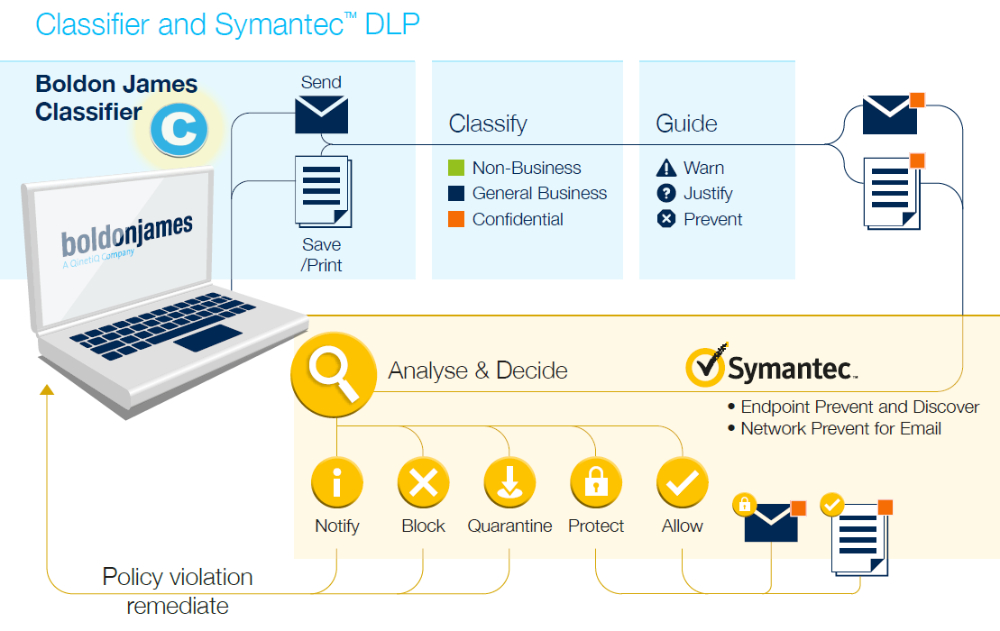 Classifier and Symantec™ DLP
Boldon James
Classifier
C
Send
Save
/Print
boldonjames
A QinetiQ Company
Classify
Non-Business
General Business
Confidential
Guide
Warn
Justify
Prevent
Analyse & Decide
Symantec™
• Endpoint Prevent and Discover
• Network Prevent for Email
Notify
Block
Quarantine
Protect
Allow
Policy violation
remediate